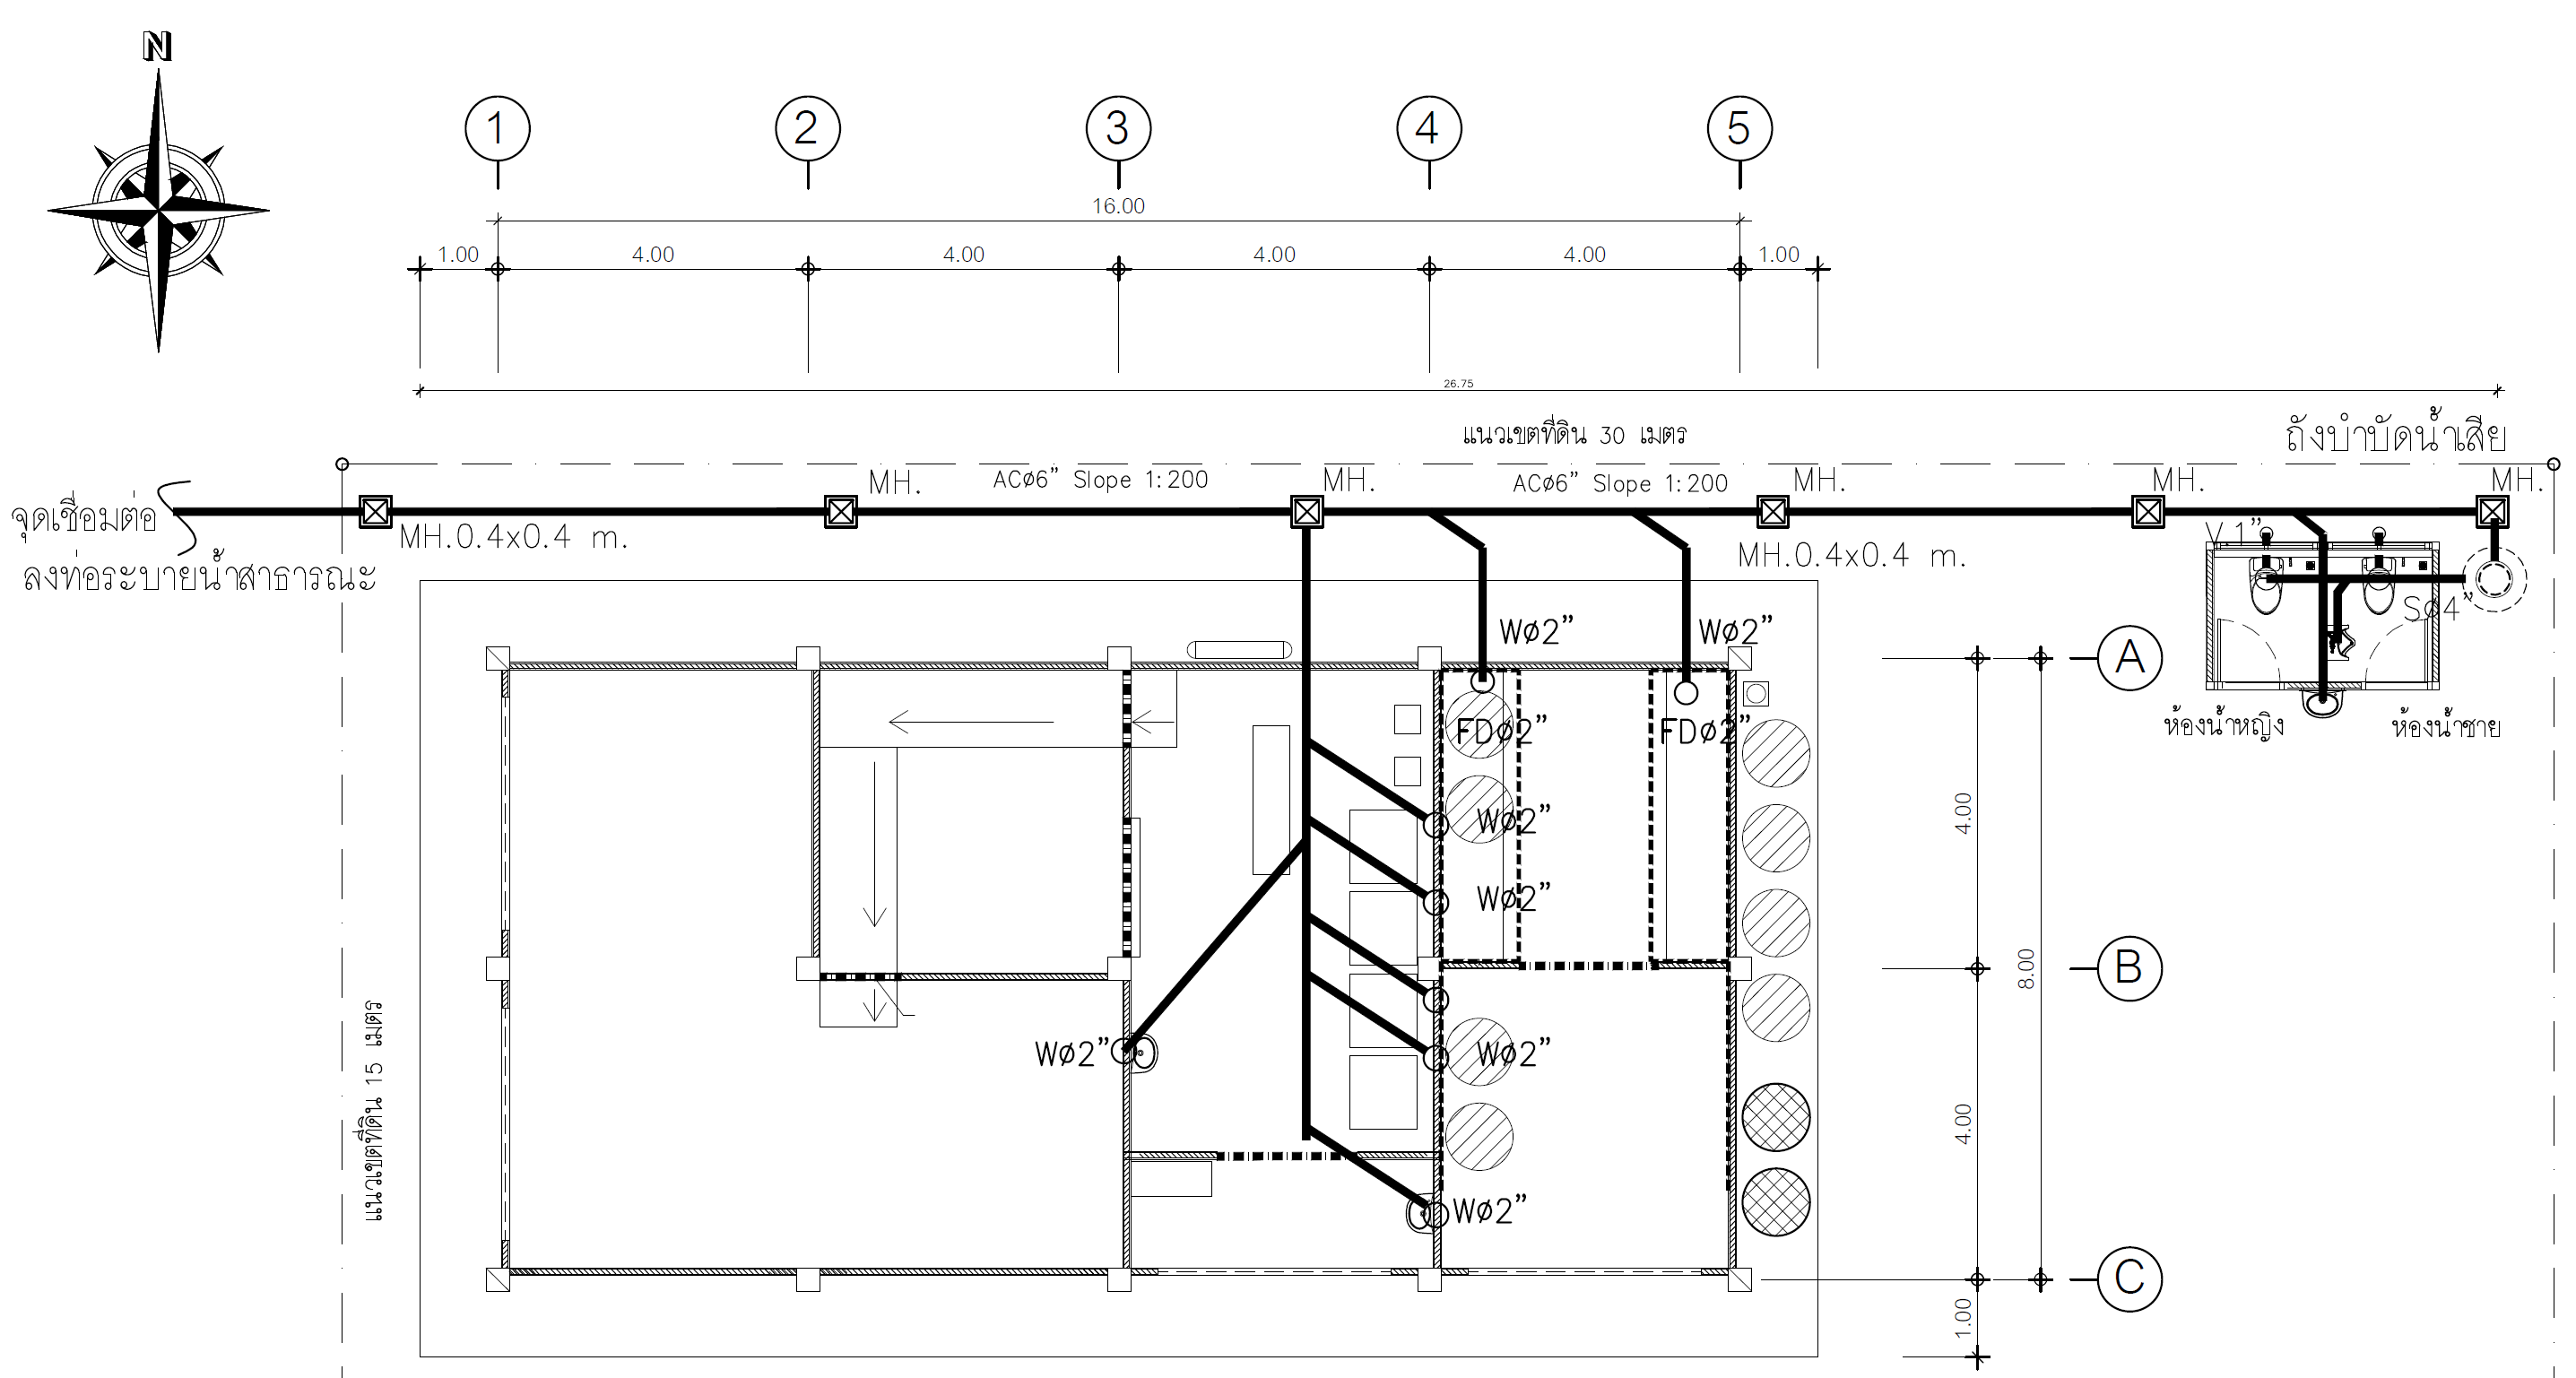 N
1
2
3
4
5
16.00
1.00
4.00
4.00
4.00
4.00
1.00
26.75
แนวเขตที่ดิน 30 เมตร
ถังบำบัดน้ำเสีย
MH.
ACø6” Slope 1:200
MH.
ACø6” Slope 1:200
MH.
MH.
MH.
จุดเชื่อมต่อ
ลงท่อระบายน้ำสาธารณะ
MH.0.4x0.4 m.
MH.0.4x0.4 m.
V 1”
Sø4”
Wø2”
Wø2”
A
FDø2”
FDø2”
ห้องน้ำหญิง
ห้องน้ำชาย
Wø2”
4.00
Wø2”
B
8.00
แนวเขตที่ดิน 15 เมตร
Wø2”
Wø2”
4.00
Wø2”
C
1.00